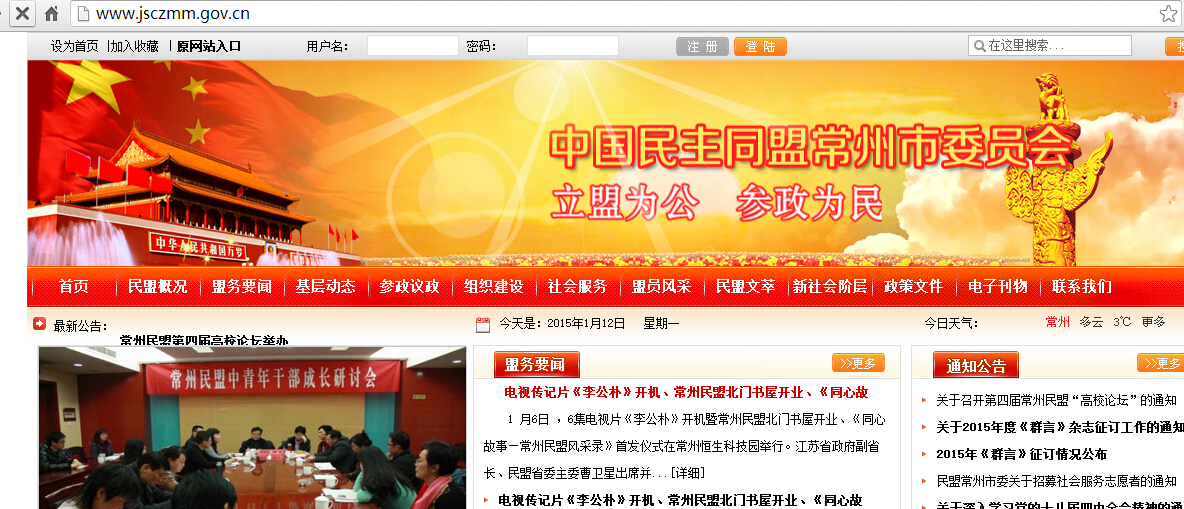 www.jsczmm.gov.cn
设为首页 |加入收藏 | 原网站入口 用户名： 密码： 注 册 登 陆 在这里搜索...
中国民主同盟常州市委员会
立盟为公 参政为民
中华人民共和国万岁
首页 民盟概况 盟务要闻 基层动态 参政议政 组织建设 社会服务 盟员风采 民盟文萃 新社会阶层 政策文件 电子刊物 联系我们
最新公告： 今天是：2015年1月12日 星期一 今日天气： 常州 多云 3℃ 更多
常州民盟第四届高校论坛举办
常州民盟中青年干部成长研讨会
盟务要闻 >>更多
电视传记片《李公朴》开机、常州民盟北门书屋开业、《同心故
1 月6日 ，6集电视片《李公朴》开机暨常州民盟北门书屋开业、《同心
故事—常州民盟风采录》首发仪式在常州恒生科技园举行。江苏省政府副省
长、民盟省委主委曹卫星出席并...[详细]
电视传记片《李公朴》开机、常州民盟北门书屋开业、《同心故
通知公告 >>更多
关于召开第四届常州民盟“高校论坛”的通知
关于2015年度《群言》杂志征订工作的通知
2015年《群言》征订情况公布
民盟常州市委关于招募社会服务志愿者的通知
关于深入学习党的十八届四中全会精神的通